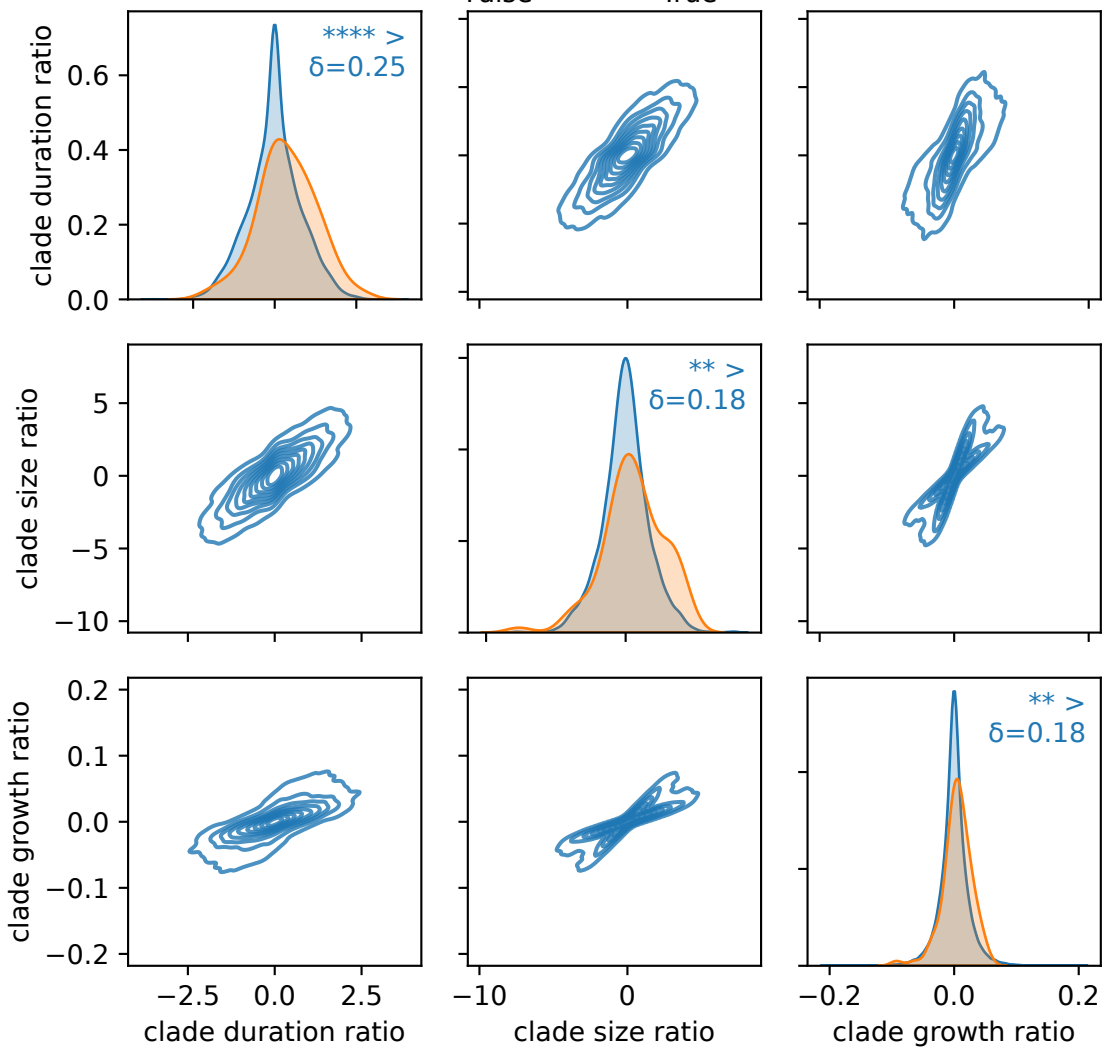 clade duration ratio
0.6
0.4
0.2
0.0
**** >
δ=0.25
clade size ratio
5
0
−5
−10
** >
δ=0.18
clade growth ratio
0.2
0.1
0.0
−0.1
−0.2
** >
δ=0.18
−2.5 0.0 2.5
−10 0
−0.2 0.0 0.2
clade duration ratio
clade size ratio
clade growth ratio